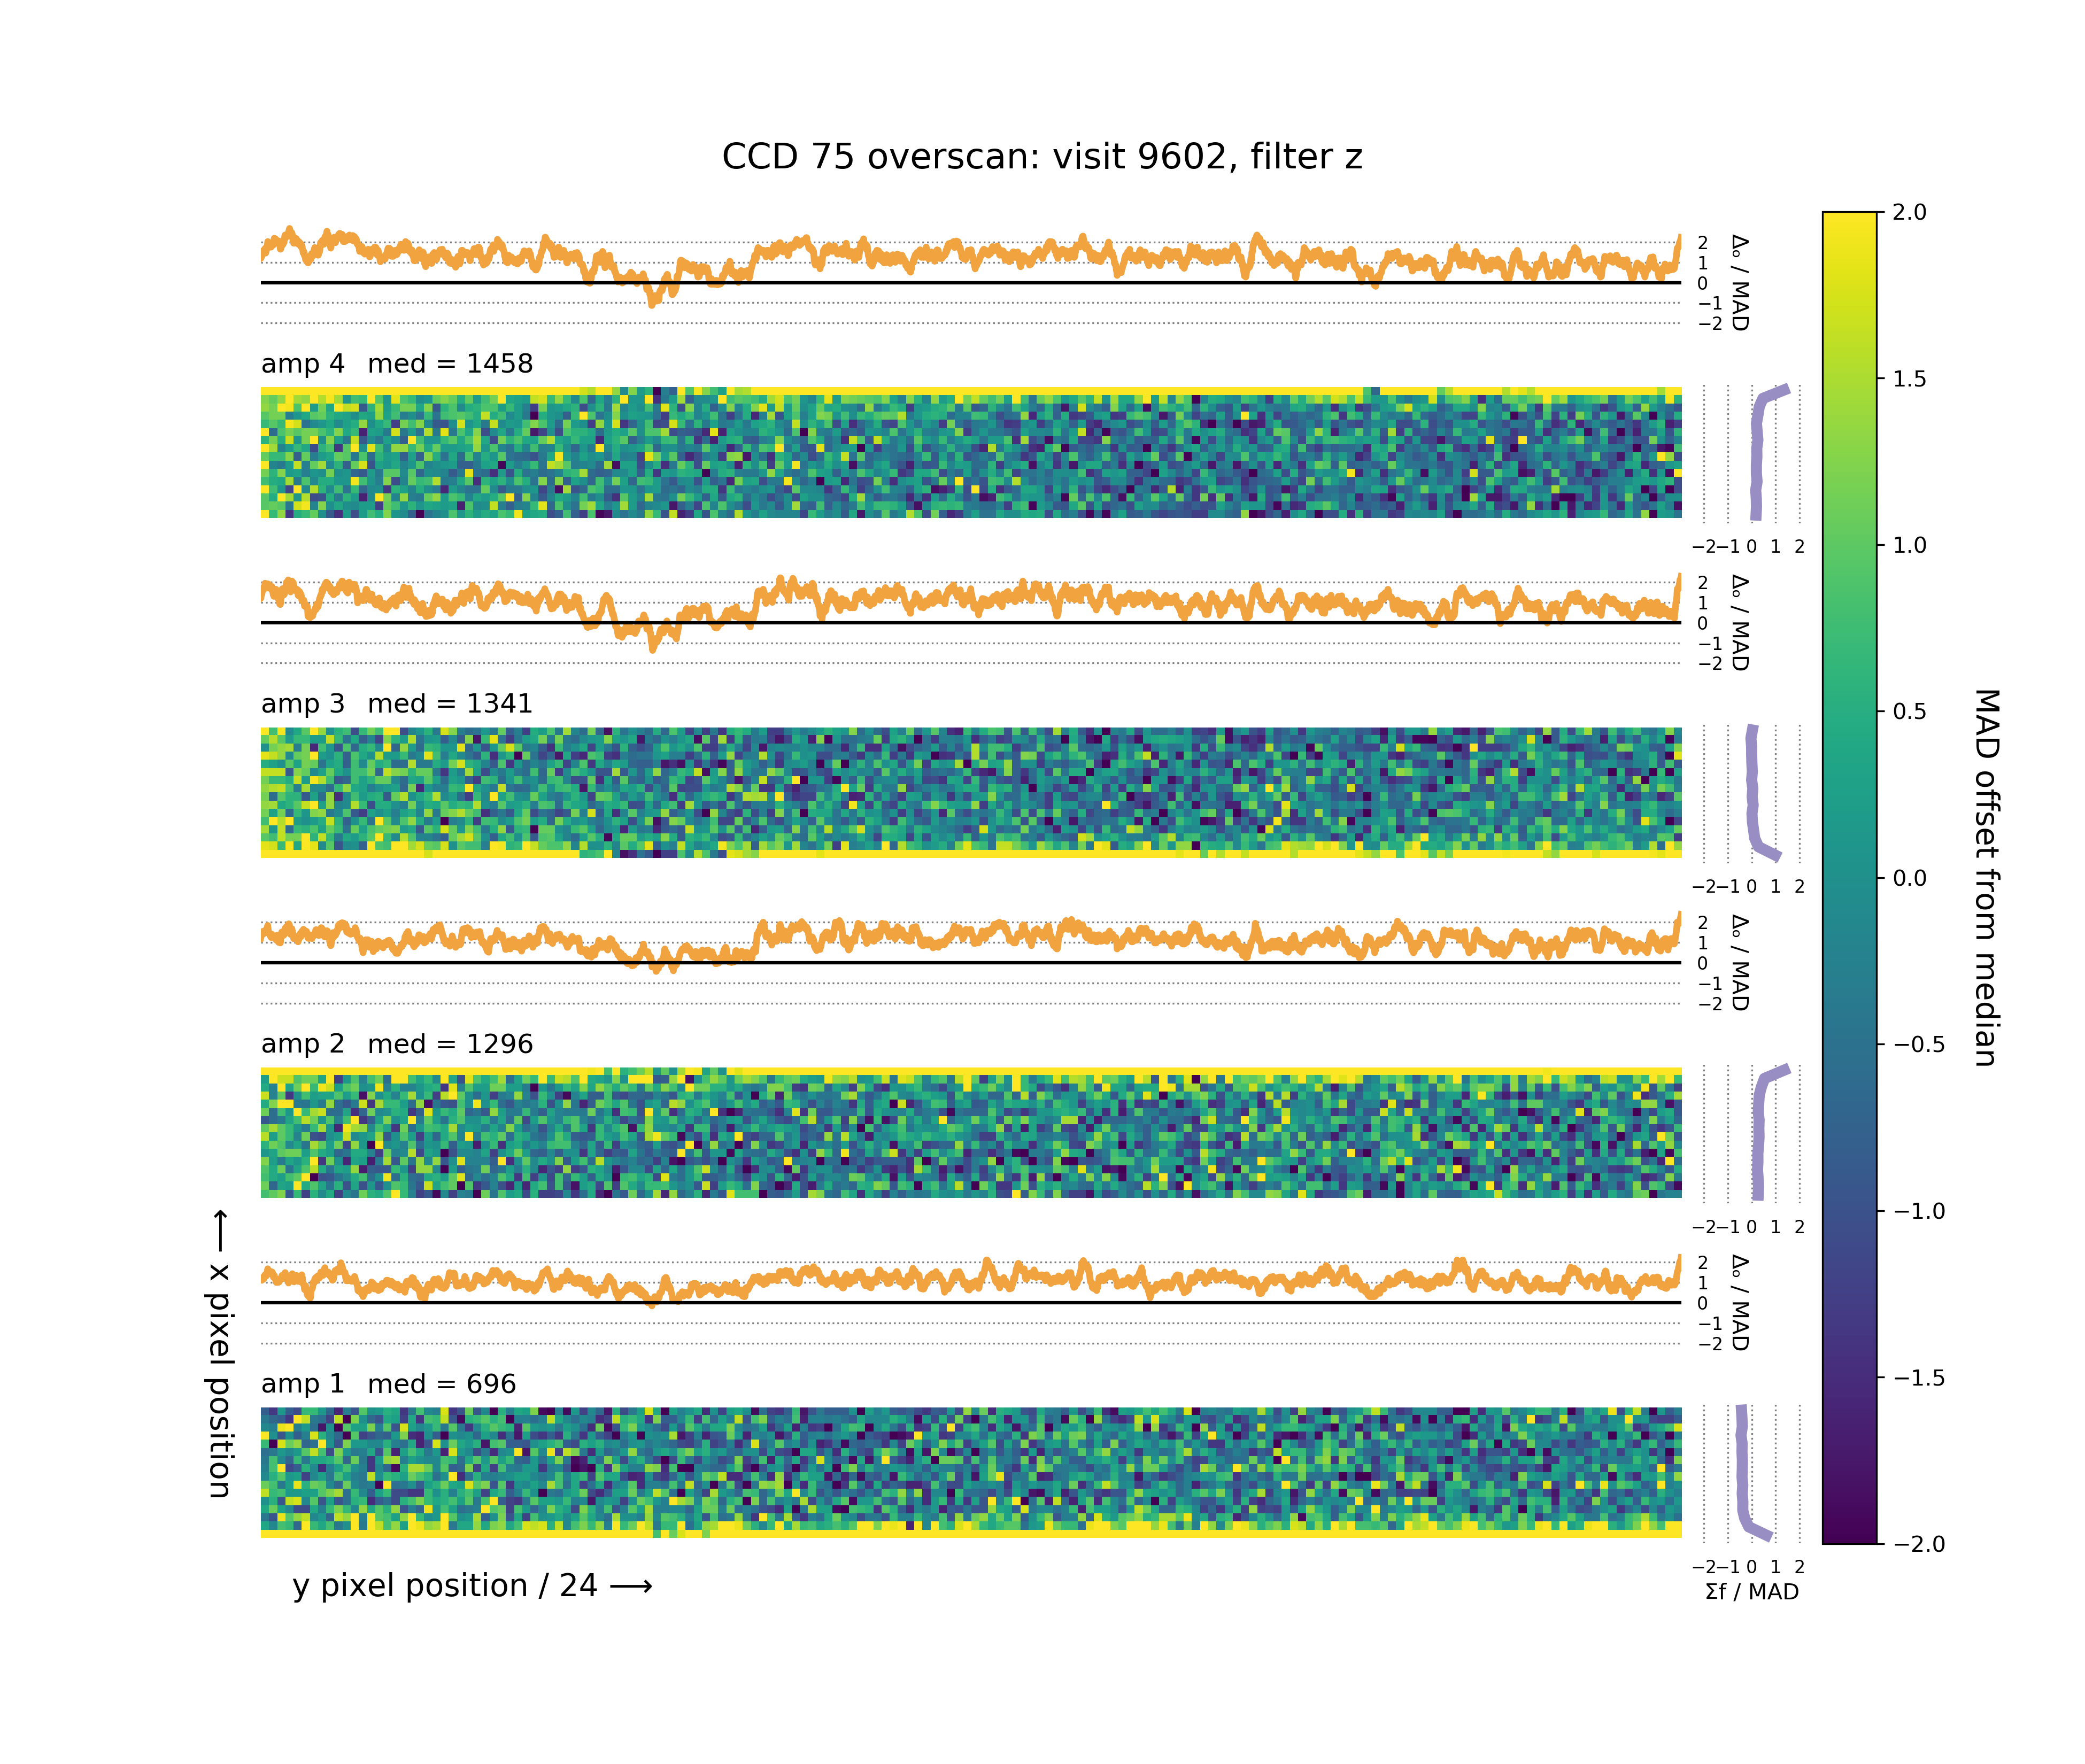 CCD 75 overscan: visit 9602, filter z
2
1
0
−1
−2
Δₒ / MAD
amp 4 med = 1458
−2 −1 0 1 2
2
1
0
−1
−2
Δₒ / MAD
amp 3 med = 1341
−2 −1 0 1 2
2
1
0
−1
−2
Δₒ / MAD
amp 2 med = 1296
−2 −1 0 1 2
2
1
0
−1
−2
Δₒ / MAD
amp 1 med = 696
−2 −1 0 1 2
Σf / MAD
y pixel position / 24 ⟶
⟵ x pixel position
2.0
1.5
1.0
0.5
0.0
−0.5
−1.0
−1.5
−2.0
MAD offset from median